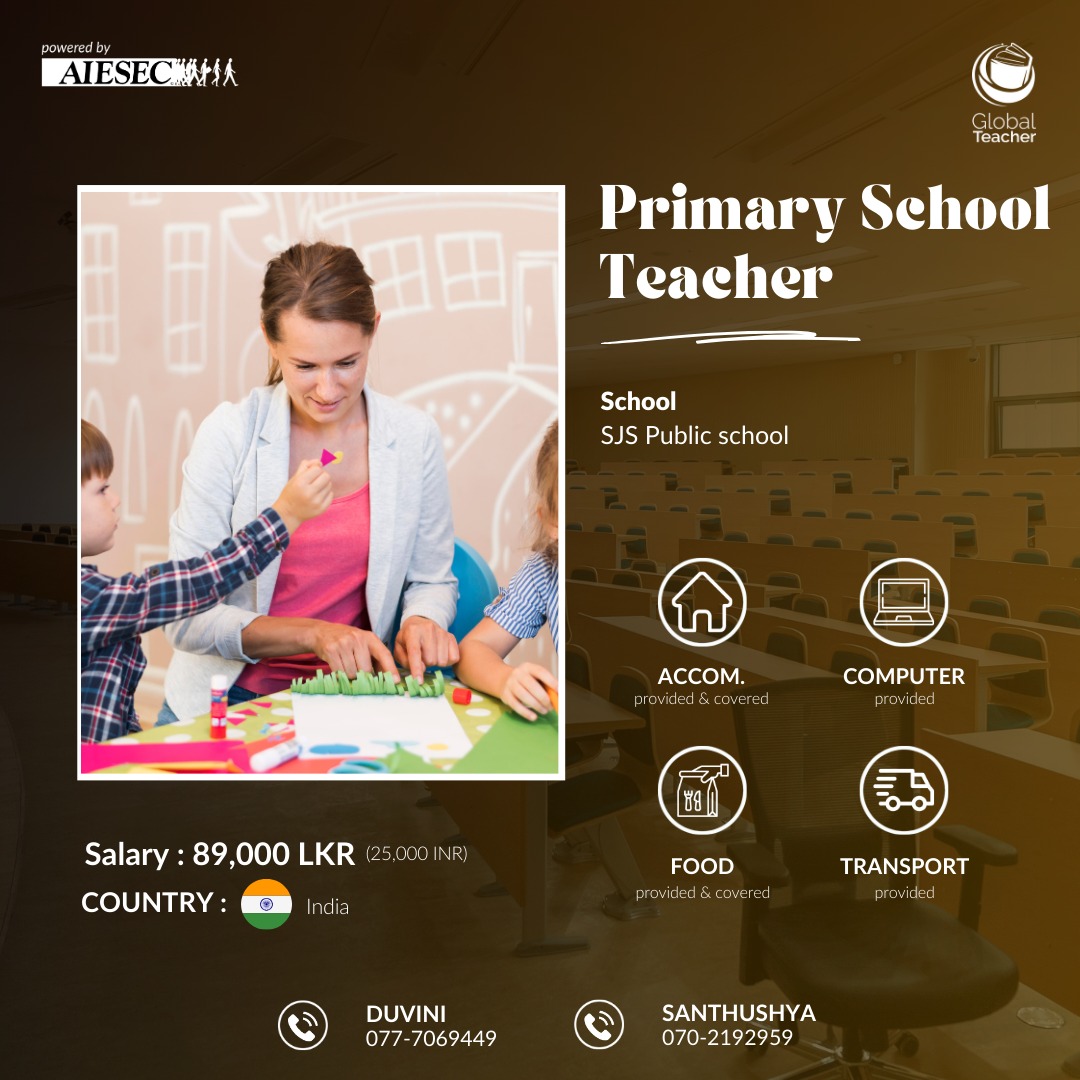 powered by
AIESEC
Global
Teacher
Primary School
Teacher
School
SJS Public school
ACCOM.
provided & covered
COMPUTER
provided
FOOD
provided & covered
TRANSPORT
provided
Salary : 89,000 LKR (25,000 INR)
COUNTRY : India
DUVINI
077-7069449
SANTHUSHYA
070-2192959